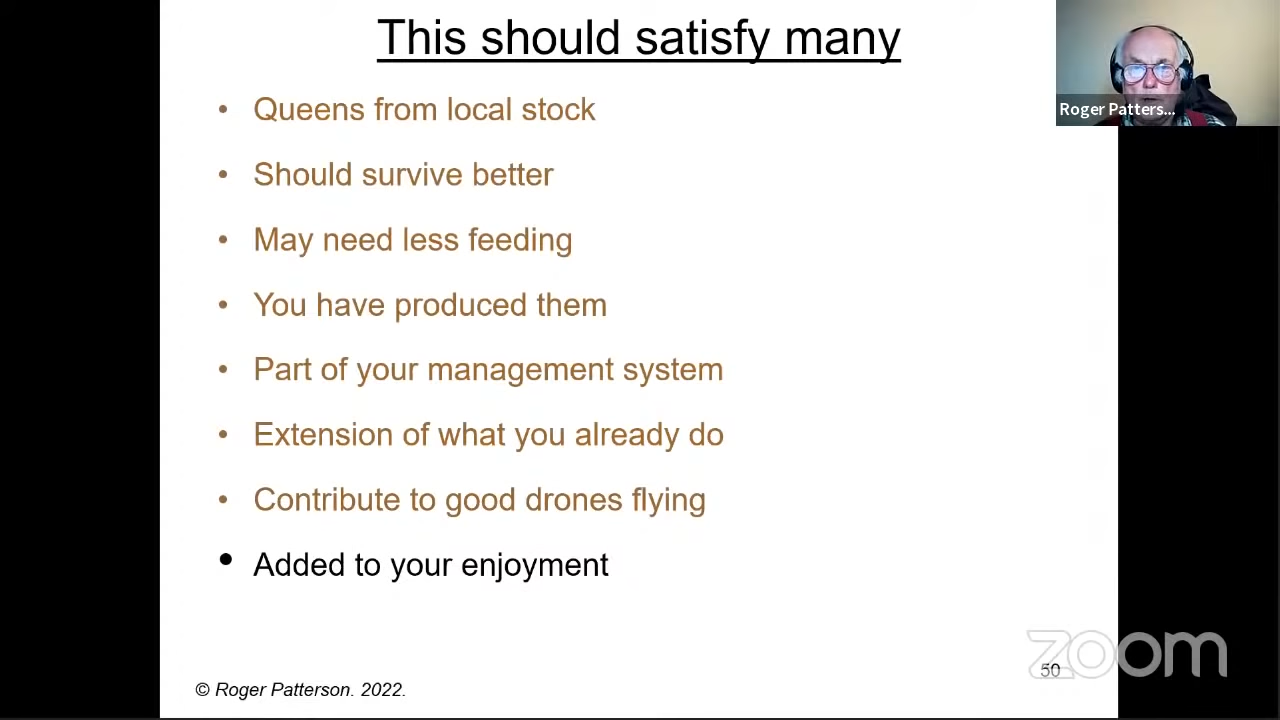 This should satisfy many
Roger Patters...
• Queens from local stock
• Should survive better
• May need less feeding
• You have produced them
• Part of your management system
• Extension of what you already do
• Contribute to good drones flying
• Added to your enjoyment
© Roger Patterson. 2022.
50
zoom